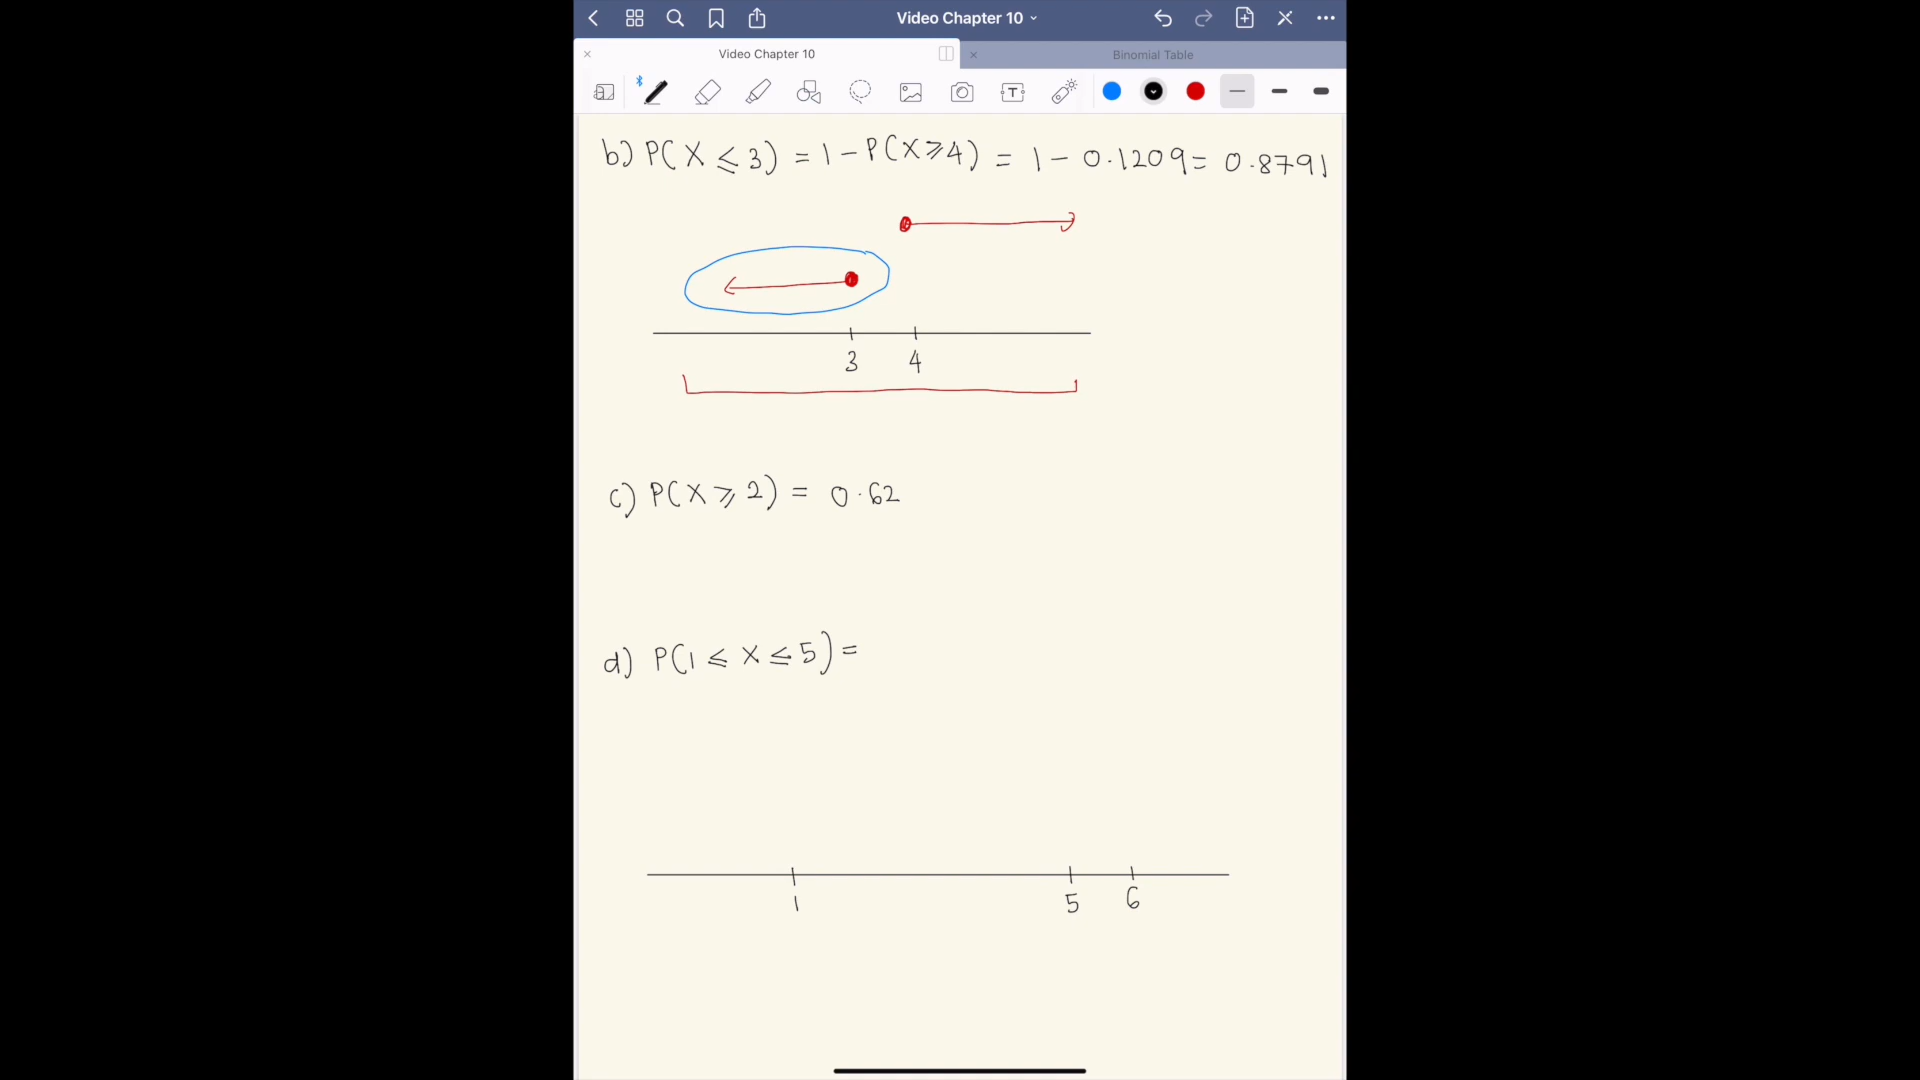 Video Chapter 10
Video Chapter 10
Binomial Table
b) P(X ⩽ 3) = 1 - P(X ⩾ 4) = 1 - 0.1209 = 0.8791
3 4
c) P(X ⩾ 2) = 0.62
d) P(1 ≤ X ≤ 5) =
1 5 6